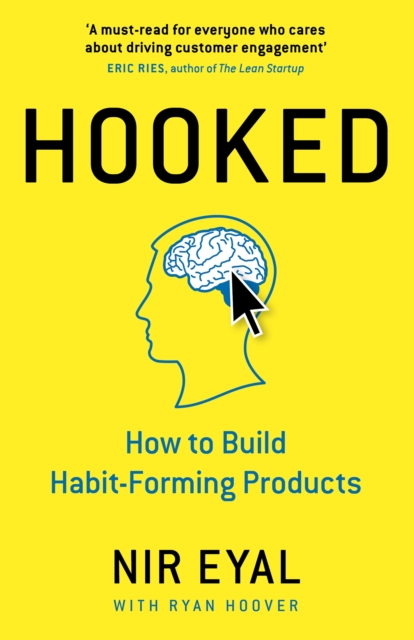 ‘A must-read for everyone who cares
about driving customer engagement’
ERIC RIES, author of The Lean Startup
HOOKED
How to Build
Habit-Forming Products
NIR EYAL
WITH RYAN HOOVER